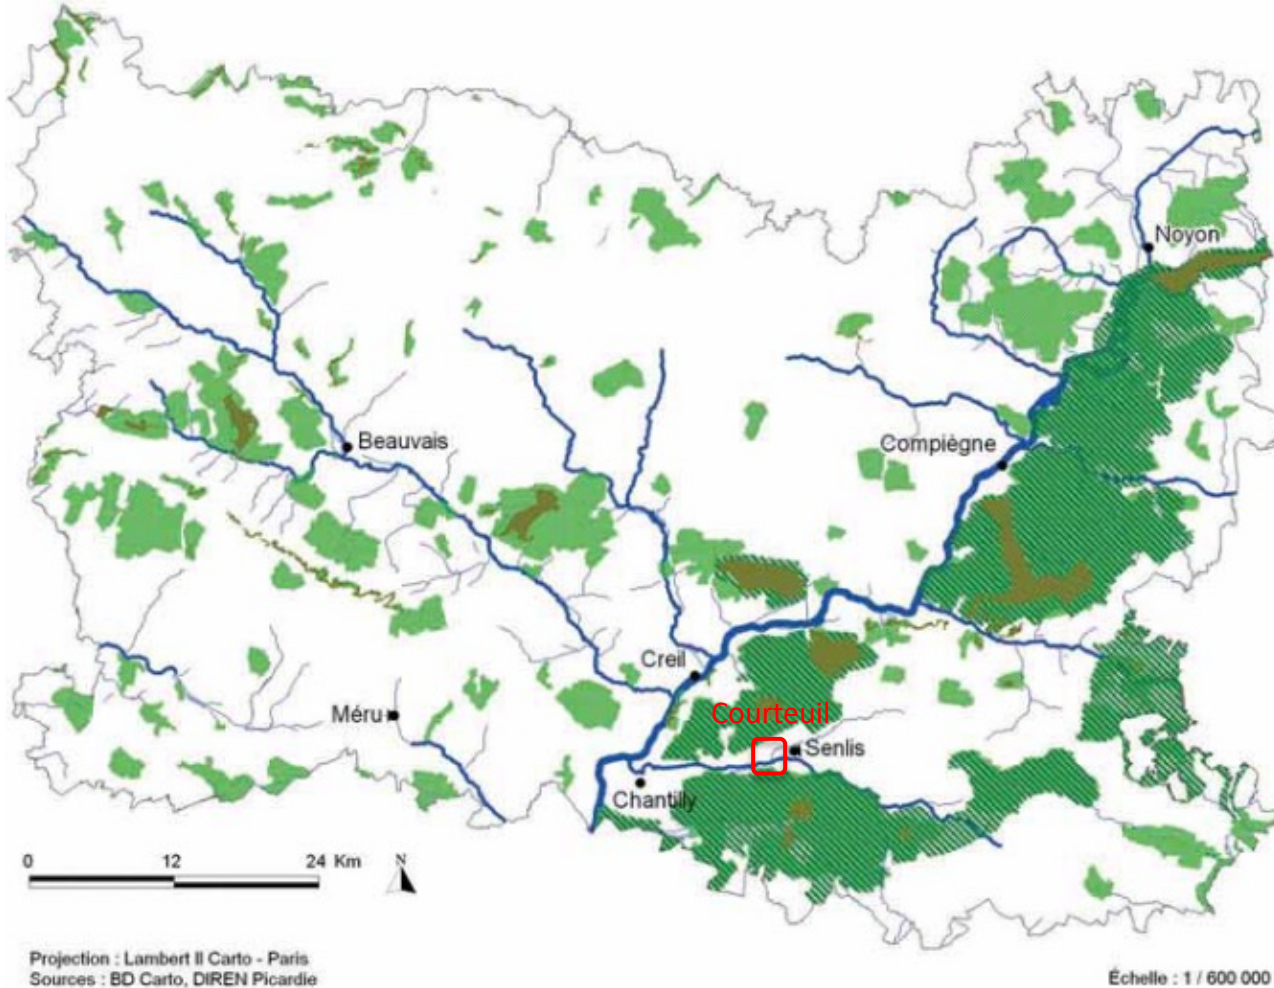 Noyon
Beauvais
Compiègne
Creil
Courteuil
Méru
Senlis
Chantilly
0 12 24 Km
N
Projection : Lambert II Carto - Paris
Sources : BD Carto, DIREN Picardie
Échelle : 1 / 600 000